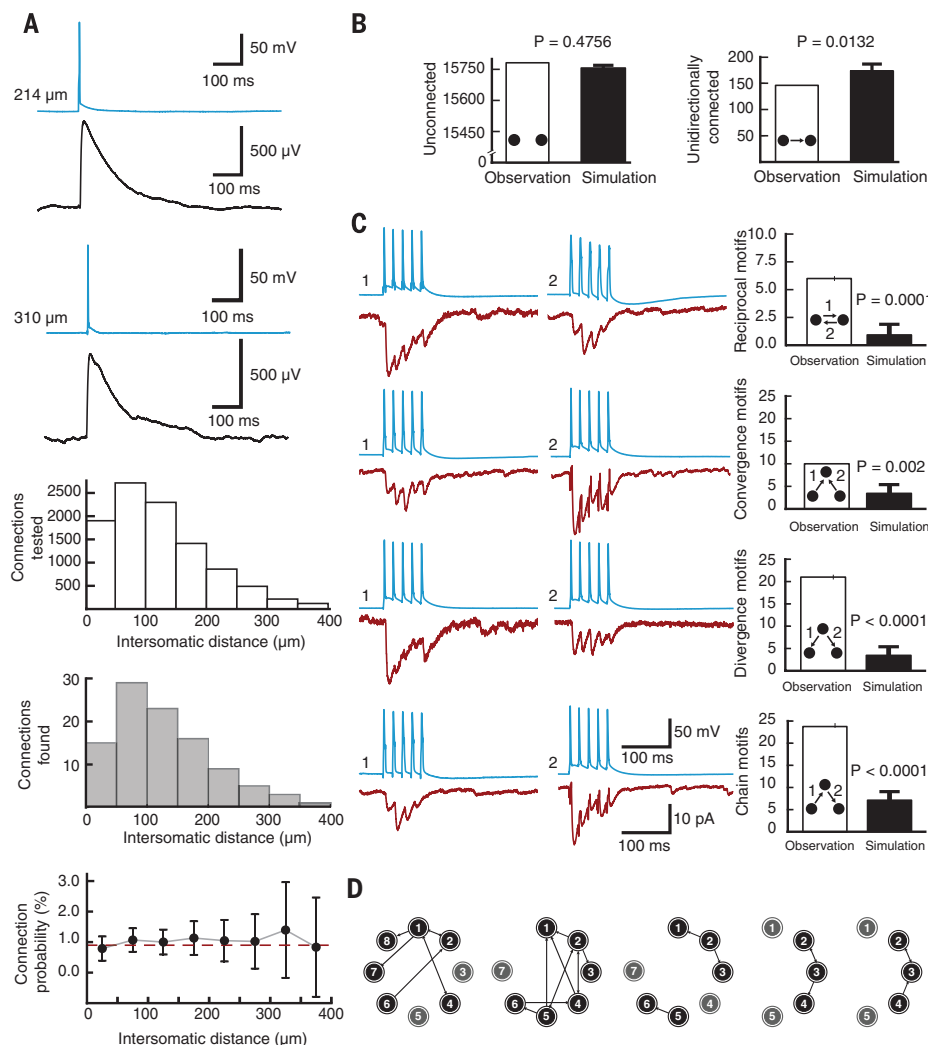 A
50 mV
100 ms
214 µm
500 µV
100 ms
50 mV
100 ms
310 µm
500 µV
100 ms
Connections
tested
2500
2000
1500
1000
500
0 100 200 300 400
Intersomatic distance (µm)
Connections
found
30
20
10
0 100 200 300 400
Intersomatic distance (µm)
Connection
probability (%)
3.0
2.0
1.0
0.0
0 100 200 300 400
Intersomatic distance (µm)
B
P = 0.4756
Unconnected
15750
15600
15450
0
Observation Simulation
P = 0.0132
Unidirectionally
connected
200
150
100
50
Observation Simulation
C
1
2
Reciprocal motifs
10.0
7.5
5.0
2.5
0.0
1
2
P = 0.0001
Observation Simulation
1
2
Convergence motifs
25
20
15
10
5
0
1 2
P = 0.002
Observation Simulation
1
2
Divergence motifs
25
20
15
10
5
0
1 2
P < 0.0001
Observation Simulation
1
2
50 mV
100 ms
10 pA
100 ms
Chain motifs
25
20
15
10
5
0
1 2
P < 0.0001
Observation Simulation
D
1
8 2
7 3
6 4
5
1
2
7 3
6 4
5
1
2
7 3
6 4
5
1
2
3
4
5
1
2
3
4
5